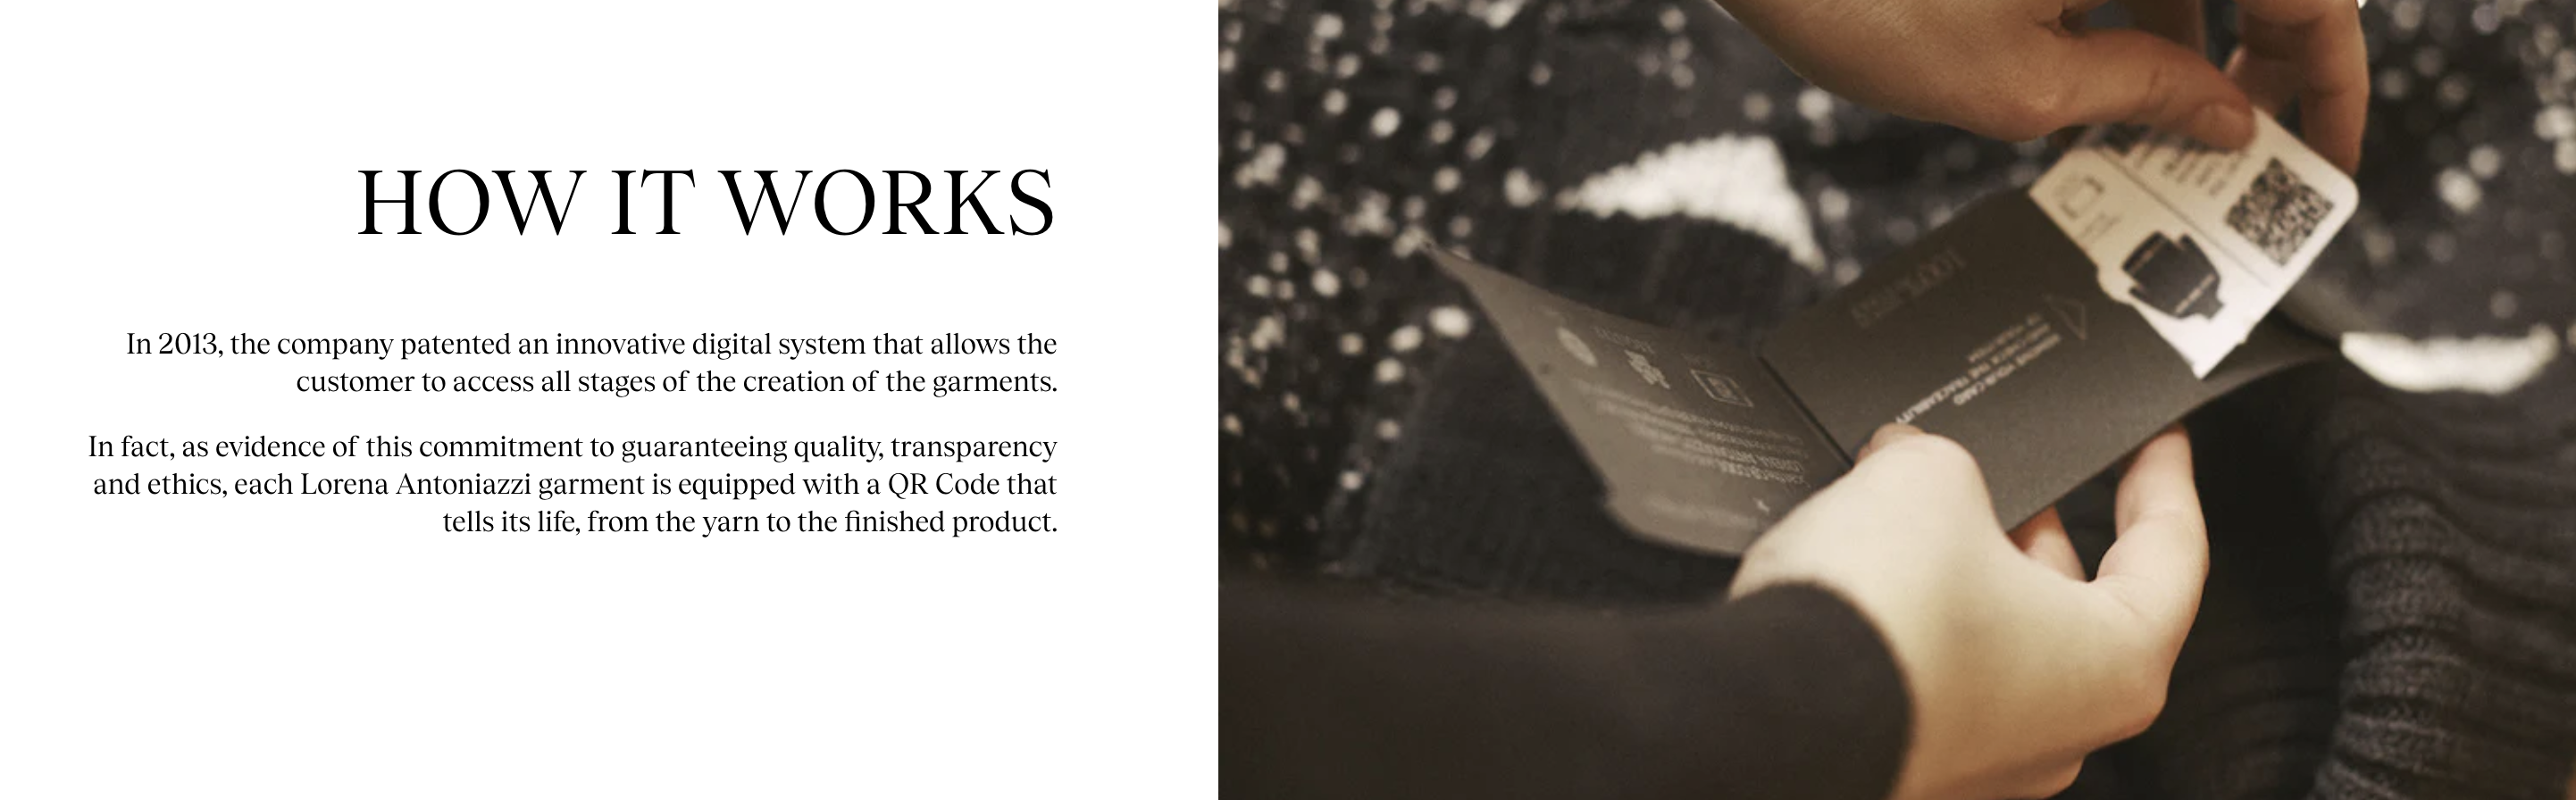 HOW IT WORKS
In 2013, the company patented an innovative digital system that allows the
customer to access all stages of the creation of the garments.
In fact, as evidence of this commitment to guaranteeing quality, transparency
and ethics, each Lorena Antoniazzi garment is equipped with a QR Code that
tells its life, from the yarn to the finished product.